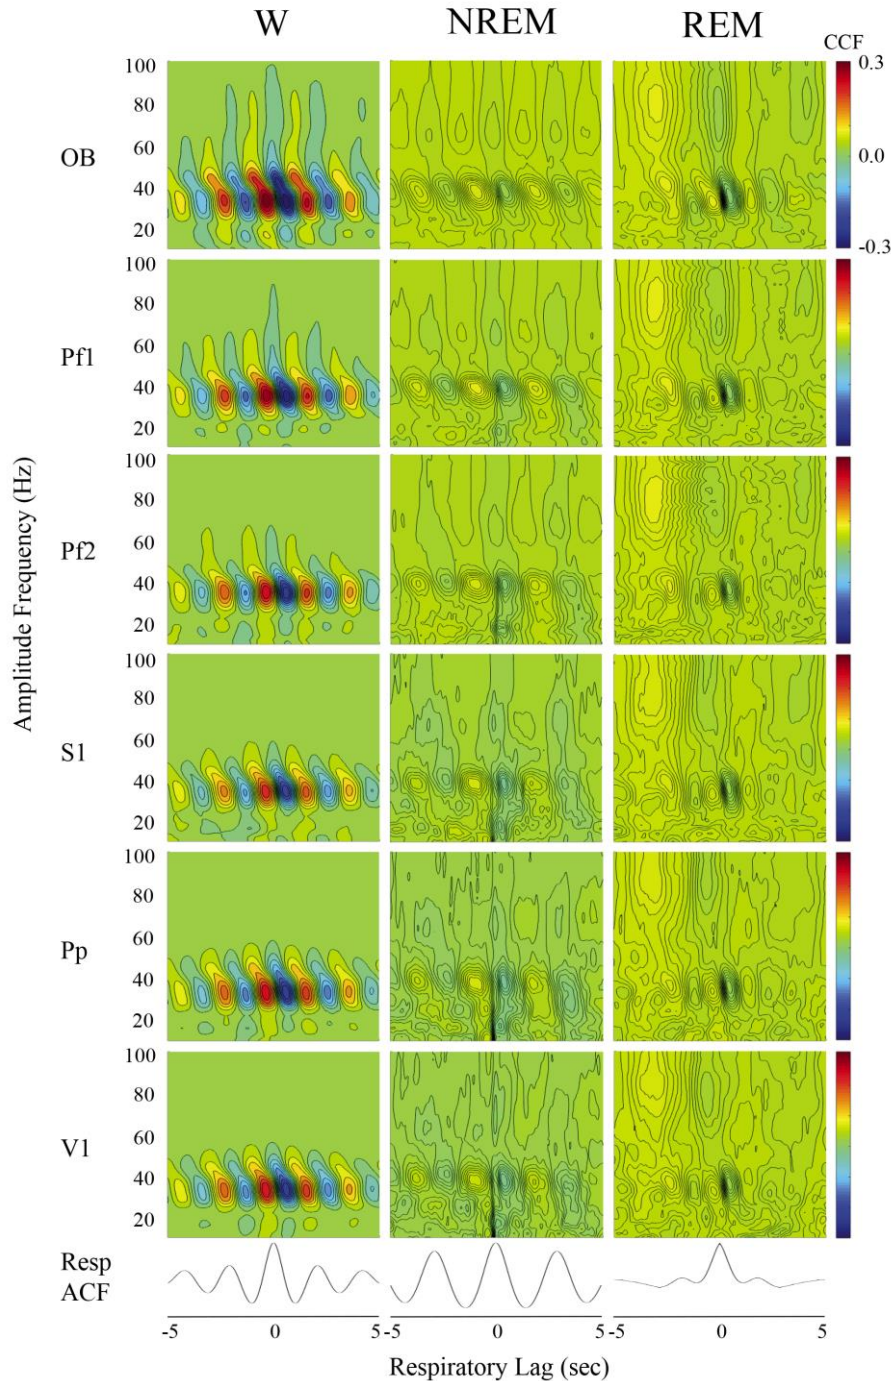 W NREM REM
CCF
0.3
0.0
-0.3
Amplitude Frequency (Hz)
OB
100
80
60
40
20
Pf1
100
80
60
40
20
Pf2
100
80
60
40
20
S1
100
80
60
40
20
Pp
100
80
60
40
20
V1
100
80
60
40
20
Resp
ACF
-5 0 5 -5 0 5 -5 0 5
Respiratory Lag (sec)